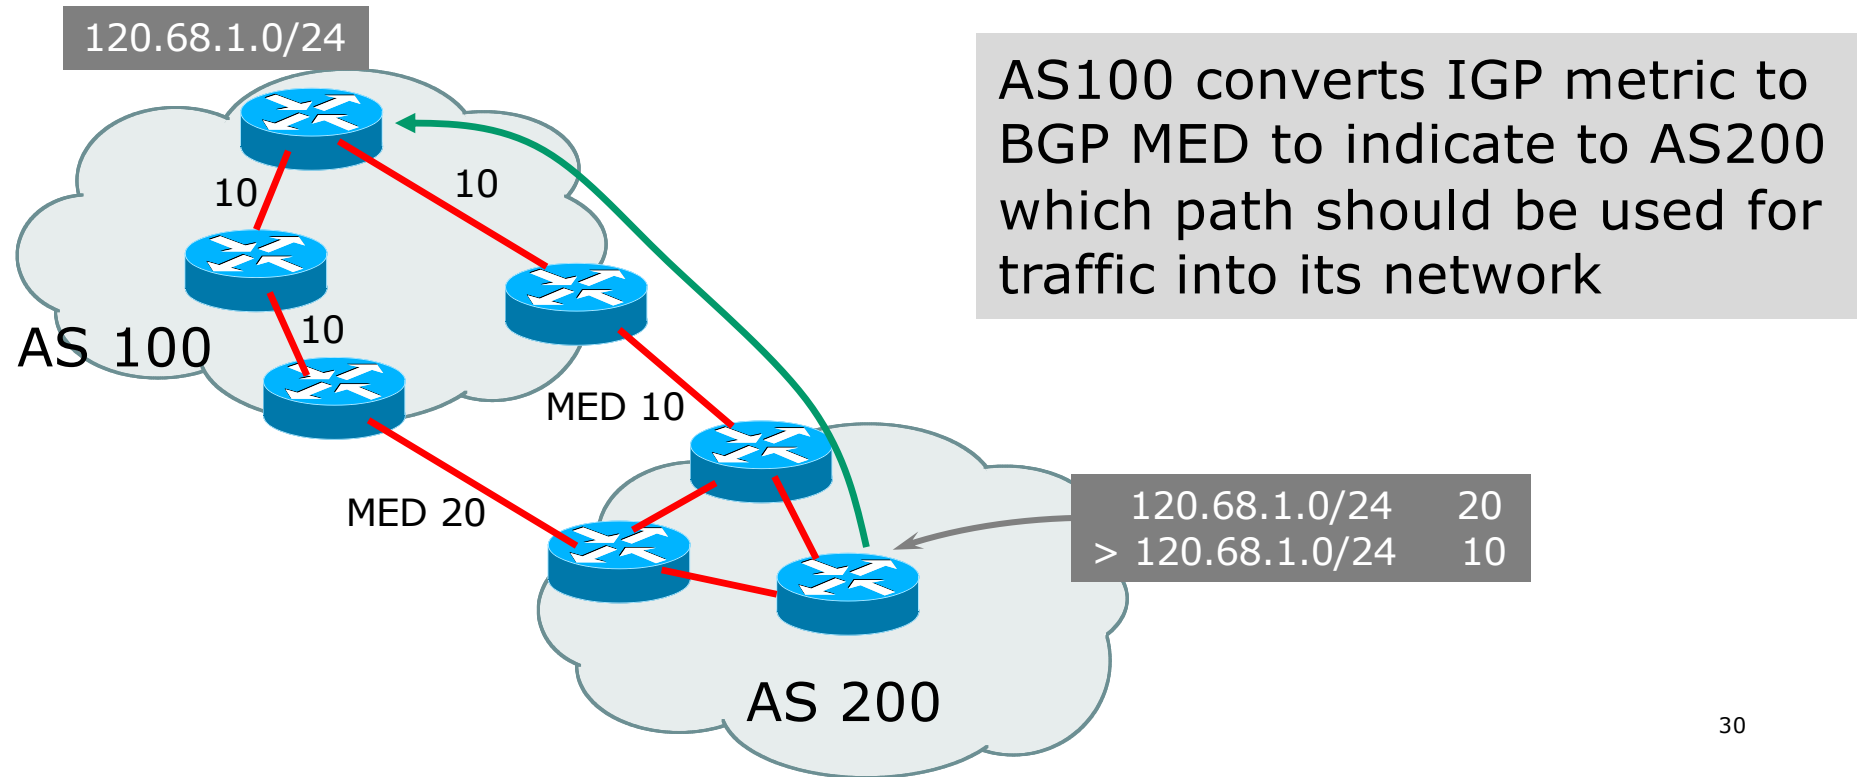 120.68.1.0/24
AS100 converts IGP metric to
BGP MED to indicate to AS200
which path should be used for
traffic into its network
10
10
10
AS 100
MED 10
MED 20
120.68.1.0/24 20
> 120.68.1.0/24 10
AS 200
30